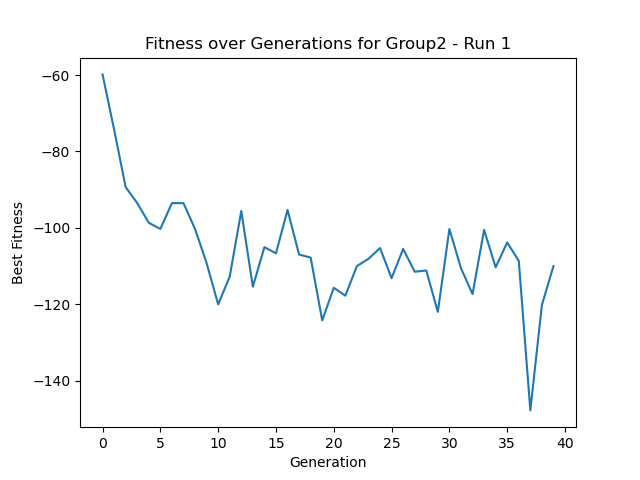 Fitness over Generations for Group2 - Run 1
−60
−80
−100
−120
−140
Best Fitness
0 5 10 15 20 25 30 35 40
Generation